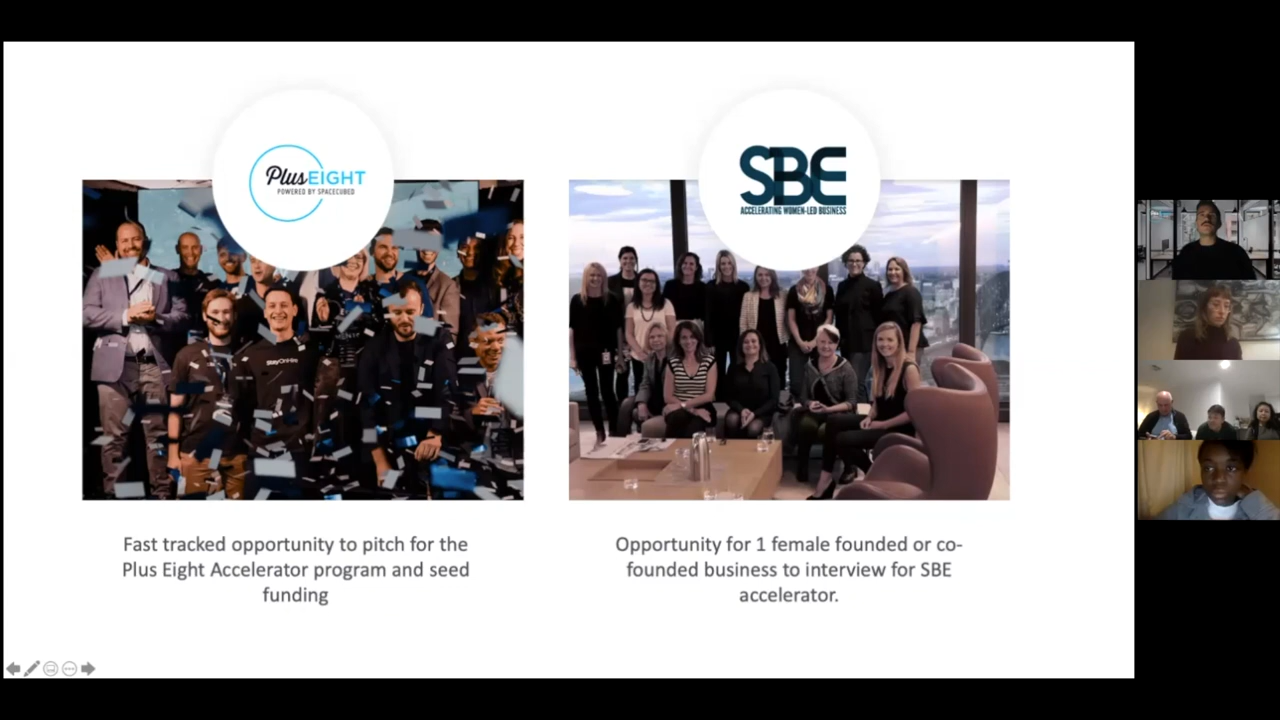 PlusEIGHT
POWERED BY SPACECUBED
SBE
ACCELERATING WOMEN-LED BUSINESS
StayOnHire
Fast tracked opportunity to pitch for the
Plus Eight Accelerator program and seed
funding
Opportunity for 1 female founded or co-
founded business to interview for SBE
accelerator.